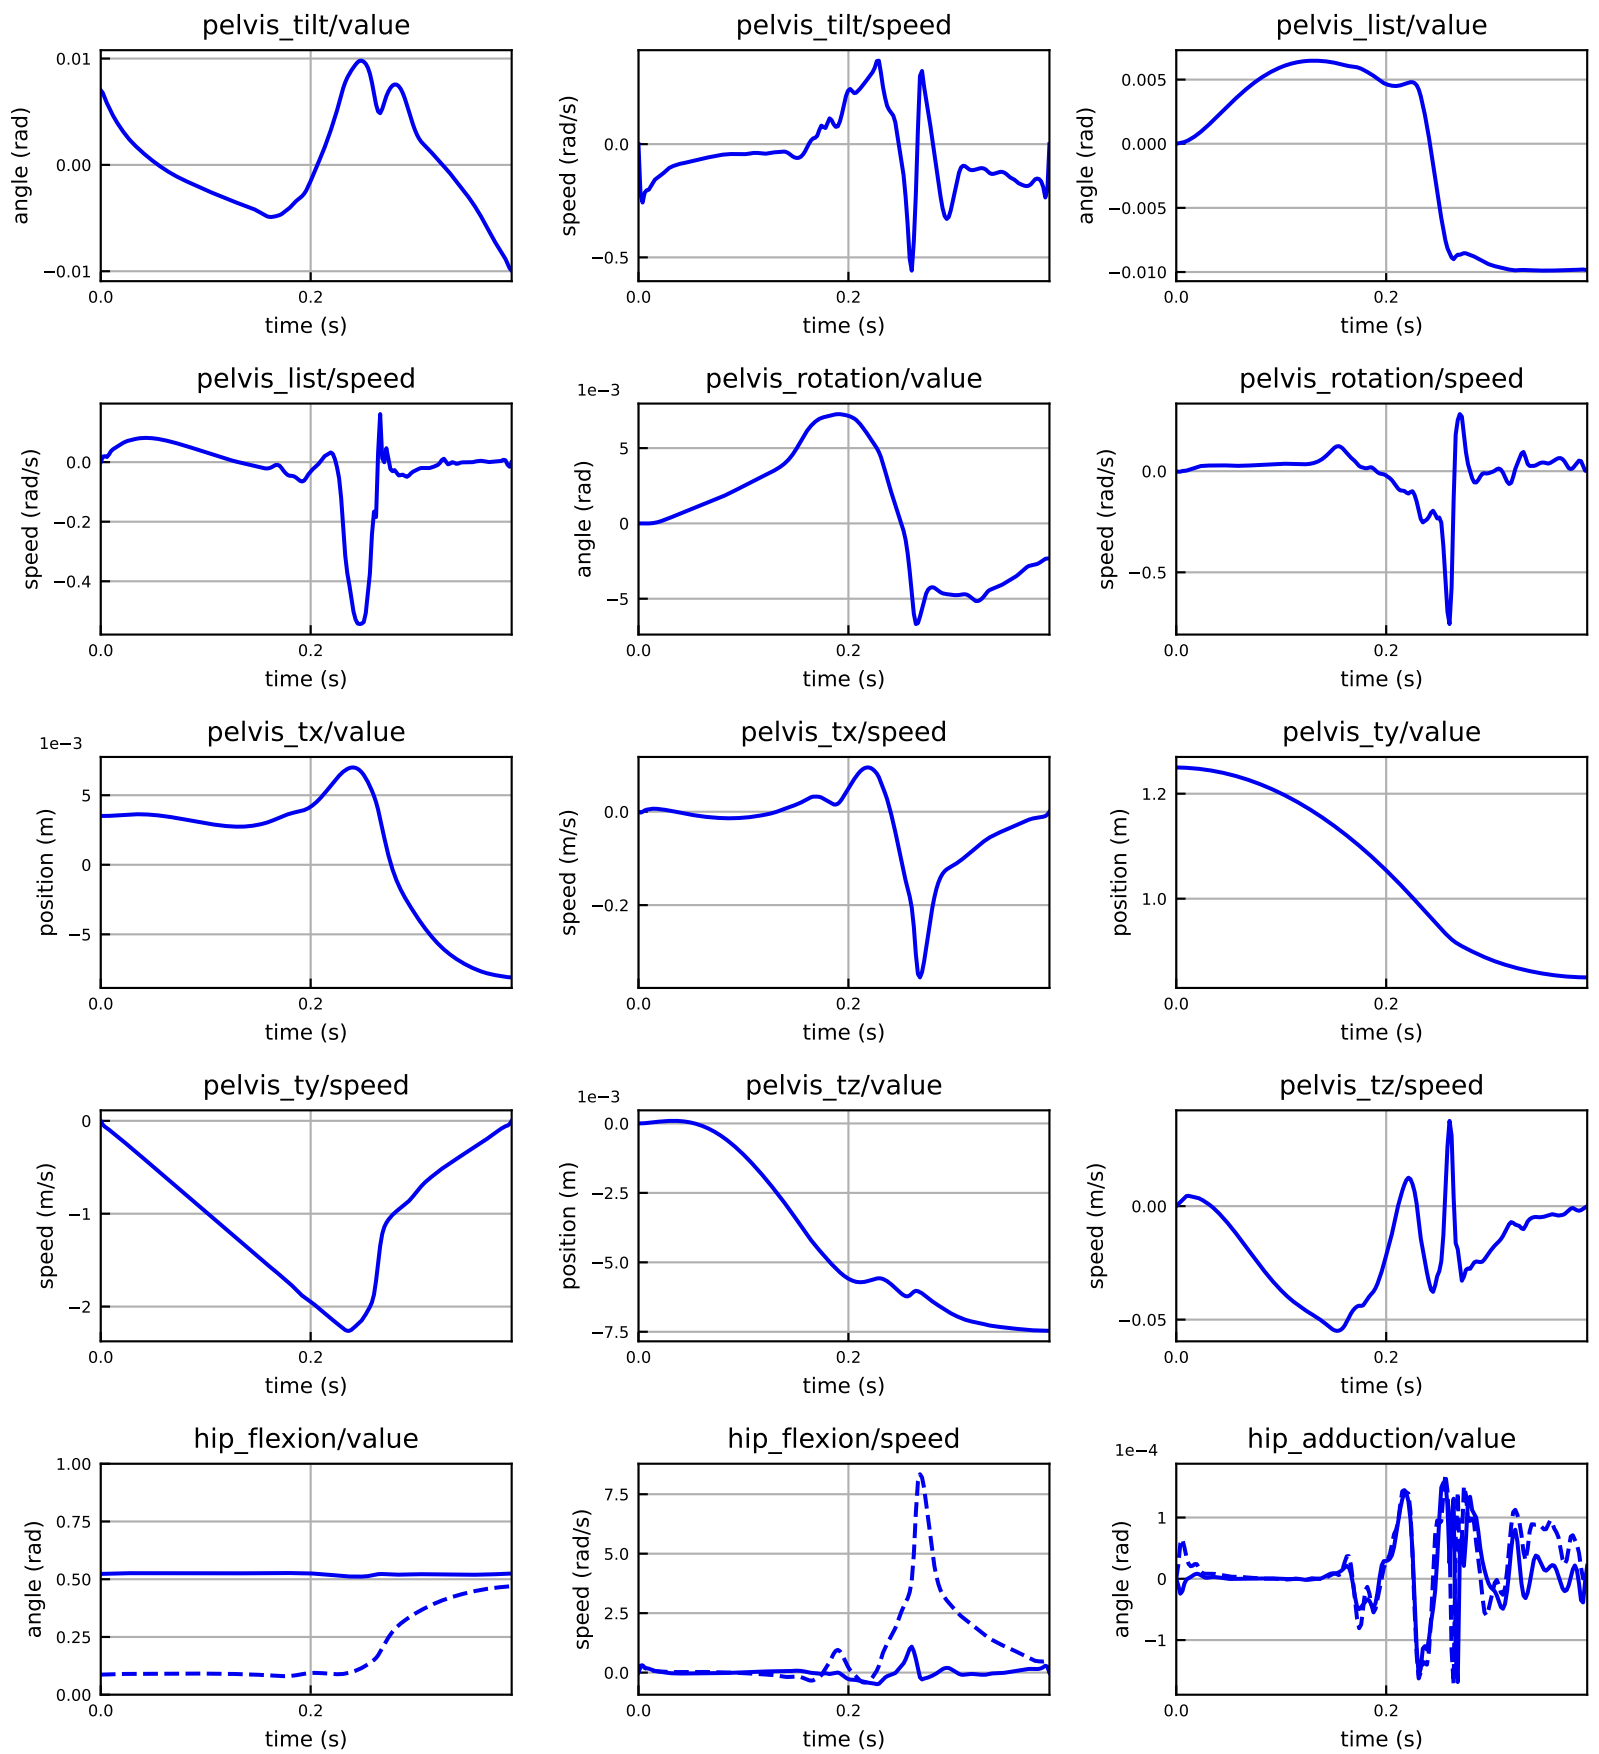 pelvis_tilt/value
angle (rad)
0.01
0.00
−0.01
0.0
0.2
time (s)
pelvis_tilt/speed
speed (rad/s)
0.0
−0.5
0.0
0.2
time (s)
pelvis_list/value
angle (rad)
0.005
0.000
−0.005
−0.010
0.0
0.2
time (s)
pelvis_list/speed
speed (rad/s)
0.0
−0.2
−0.4
0.0
0.2
time (s)
pelvis_rotation/value
1e−3
angle (rad)
5
0
−5
0.0
0.2
time (s)
pelvis_rotation/speed
speed (rad/s)
0.0
−0.5
0.0
0.2
time (s)
pelvis_tx/value
1e−3
position (m)
5
0
−5
0.0
0.2
time (s)
pelvis_tx/speed
speed (m/s)
0.0
−0.2
0.0
0.2
time (s)
pelvis_ty/value
position (m)
1.2
1.0
0.0
0.2
time (s)
pelvis_ty/speed
speed (m/s)
0
−1
−2
0.0
0.2
time (s)
pelvis_tz/value
1e−3
position (m)
0.0
−2.5
−5.0
−7.5
0.0
0.2
time (s)
pelvis_tz/speed
speed (m/s)
0.00
−0.05
0.0
0.2
time (s)
hip_flexion/value
angle (rad)
1.00
0.75
0.50
0.25
0.00
0.0
0.2
time (s)
hip_flexion/speed
speed (rad/s)
7.5
5.0
2.5
0.0
0.0
0.2
time (s)
hip_adduction/value
1e−4
angle (rad)
1
0
−1
0.0
0.2
time (s)